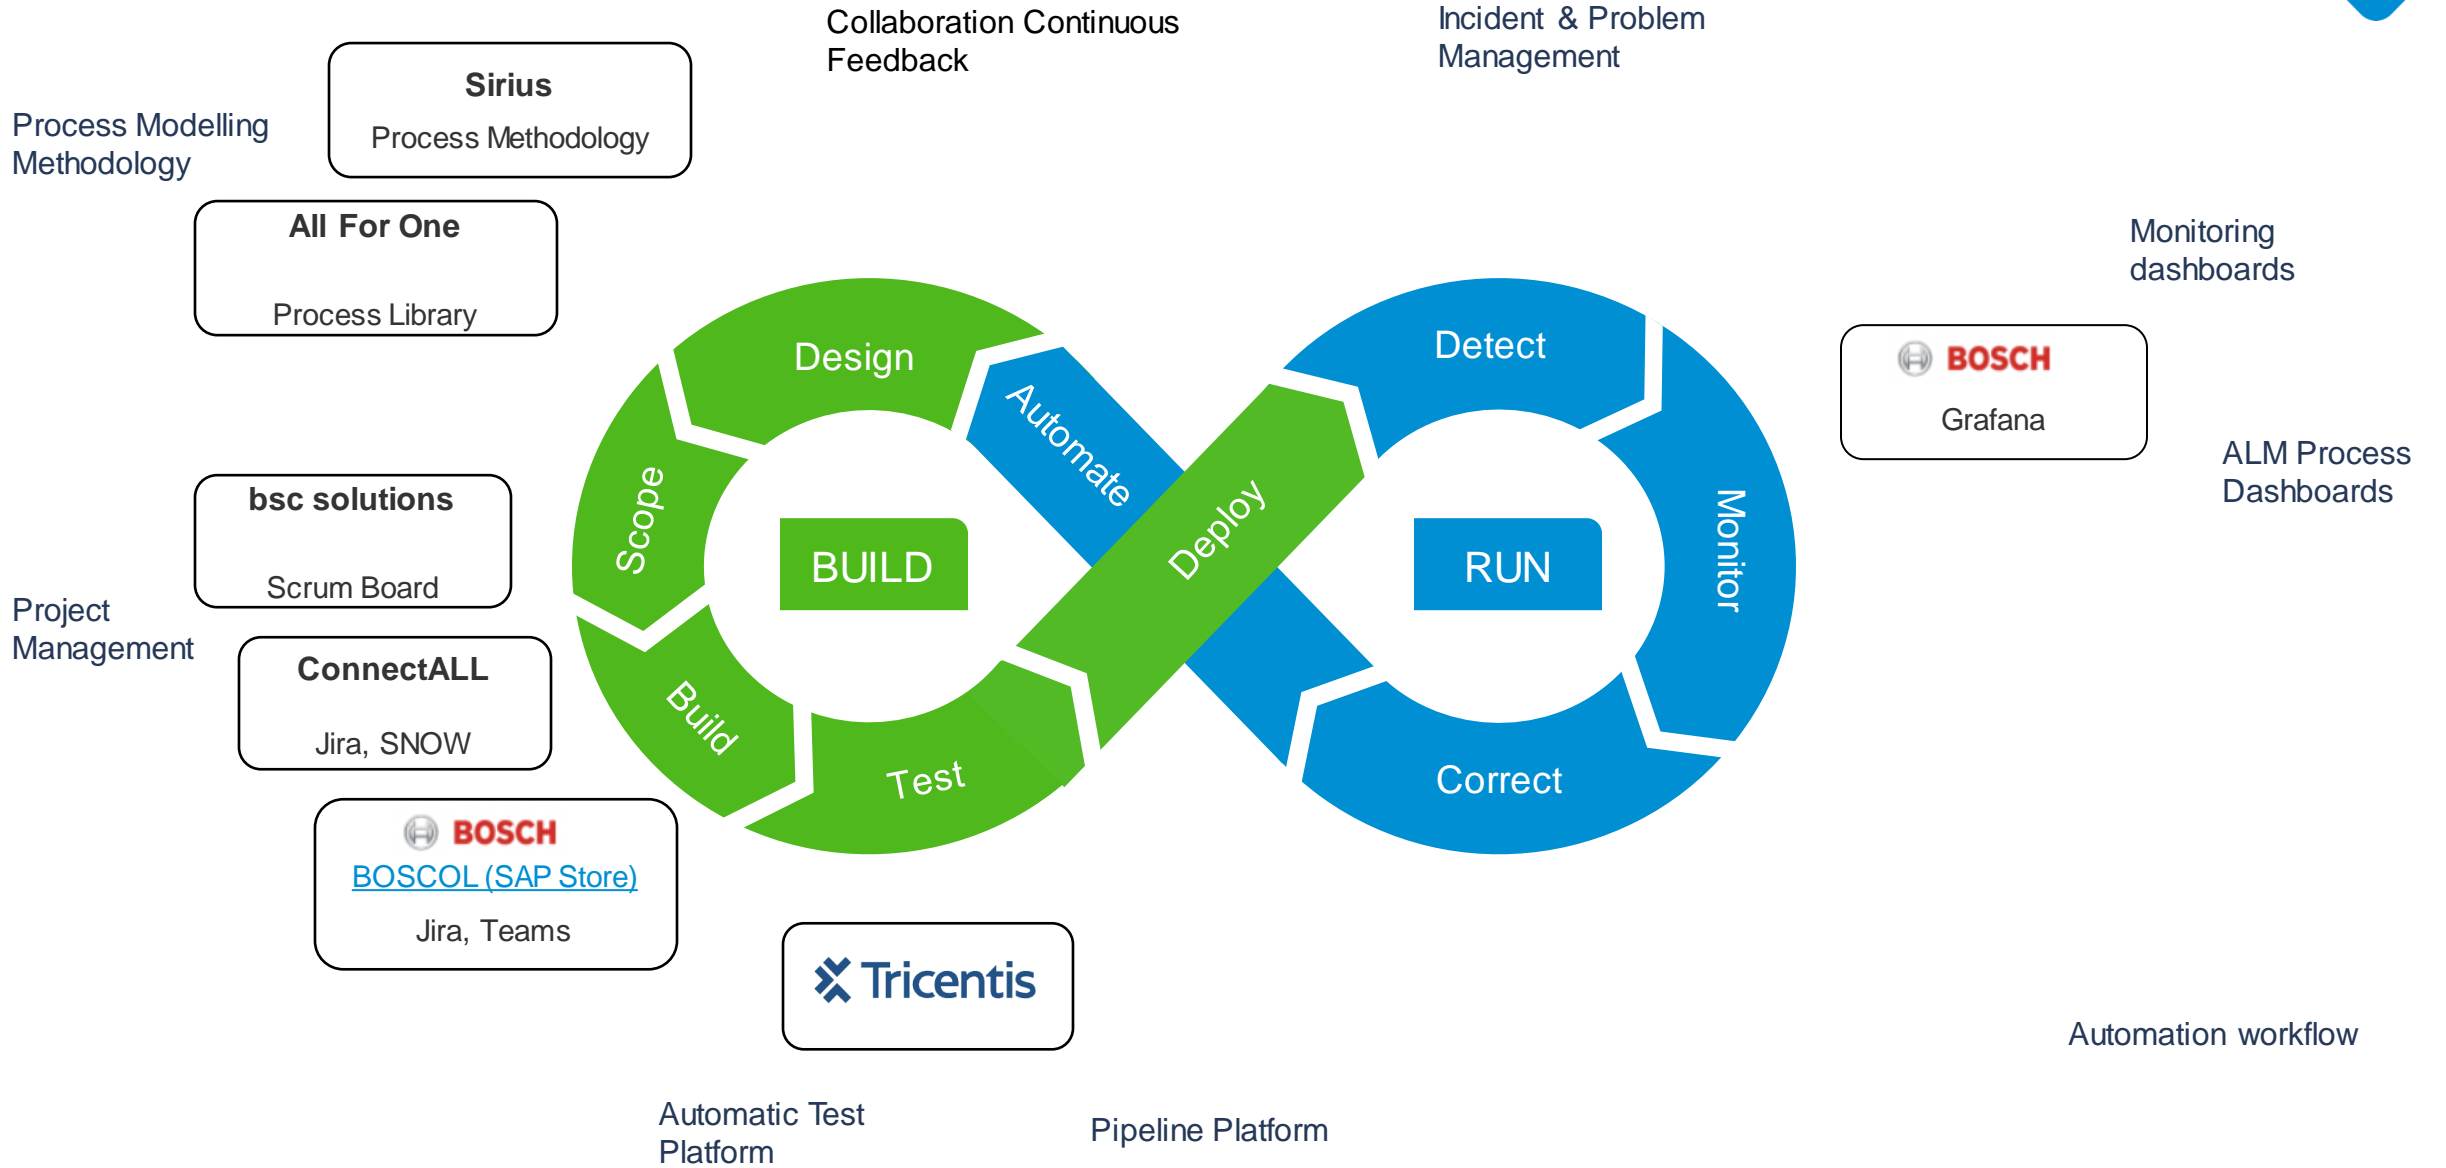 Collaboration Continuous
Feedback
Incident & Problem
Management
Sirius
Process Methodology
Process Modelling
Methodology
All For One
Process Library
Monitoring
dashboards
BOSCH
Grafana
ALM Process
Dashboards
Design
Automate
Detect
Scope
BUILD
Deploy
RUN
Monitor
Build
Test
Correct
bsc solutions
Scrum Board
Project
Management
ConnectALL
Jira, SNOW
BOSCH
BOSCOL (SAP Store)
Jira, Teams
Tricentis
Automation workflow
Automatic Test
Platform
Pipeline Platform